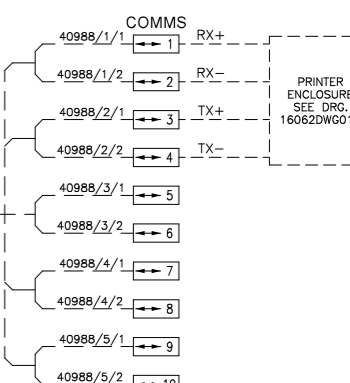 COMMS
40988/1/1 1 RX+
40988/1/2 2 RX-
40988/2/1 3 TX+
40988/2/2 4 TX-
PRINTER
ENCLOSURE
SEE DRG.
16062DWG01
40988/3/1 5
40988/3/2 6
40988/4/1 7
40988/4/2 8
40988/5/1 9
40988/5/2 10